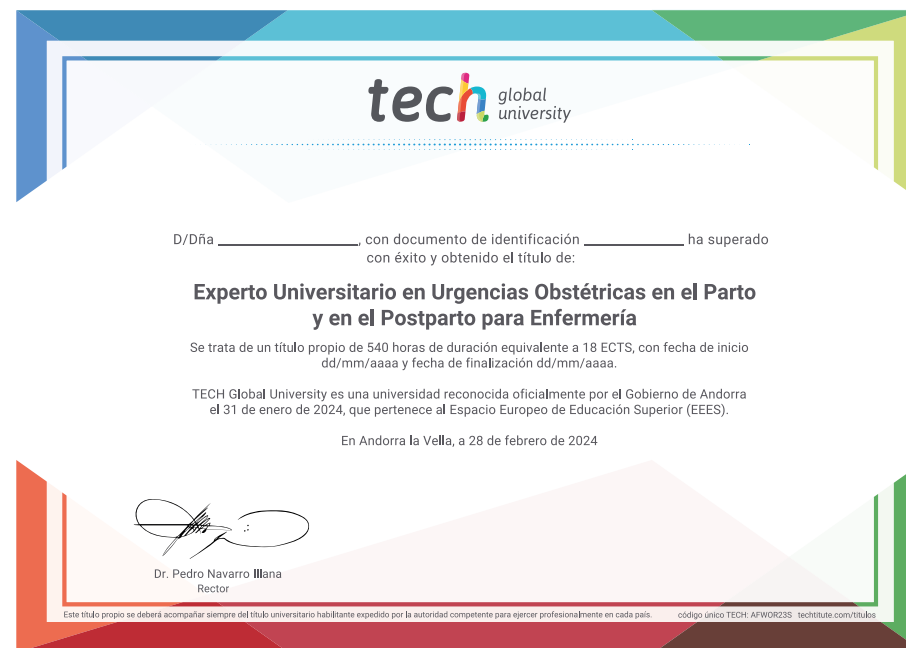 tech global university
D/Dña ____________________, con documento de identificación ______________ ha superado
con éxito y obtenido el título de:
Experto Universitario en Urgencias Obstétricas en el Parto
y en el Postparto para Enfermería
Se trata de un título propio de 540 horas de duración equivalente a 18 ECTS, con fecha de inicio
dd/mm/aaaa y fecha de finalización dd/mm/aaaa.
TECH Global University es una universidad reconocida oficialmente por el Gobierno de Andorra
el 31 de enero de 2024, que pertenece al Espacio Europeo de Educación Superior (EEES).
En Andorra la Vella, a 28 de febrero de 2024
Dr. Pedro Navarro Illana
Rector
Este título propio se deberá acompañar siempre del título universitario habilitante expedido por la autoridad competente para ejercer profesionalmente en cada país. código único TECH: AFWOR23S techtitute.com/titulos